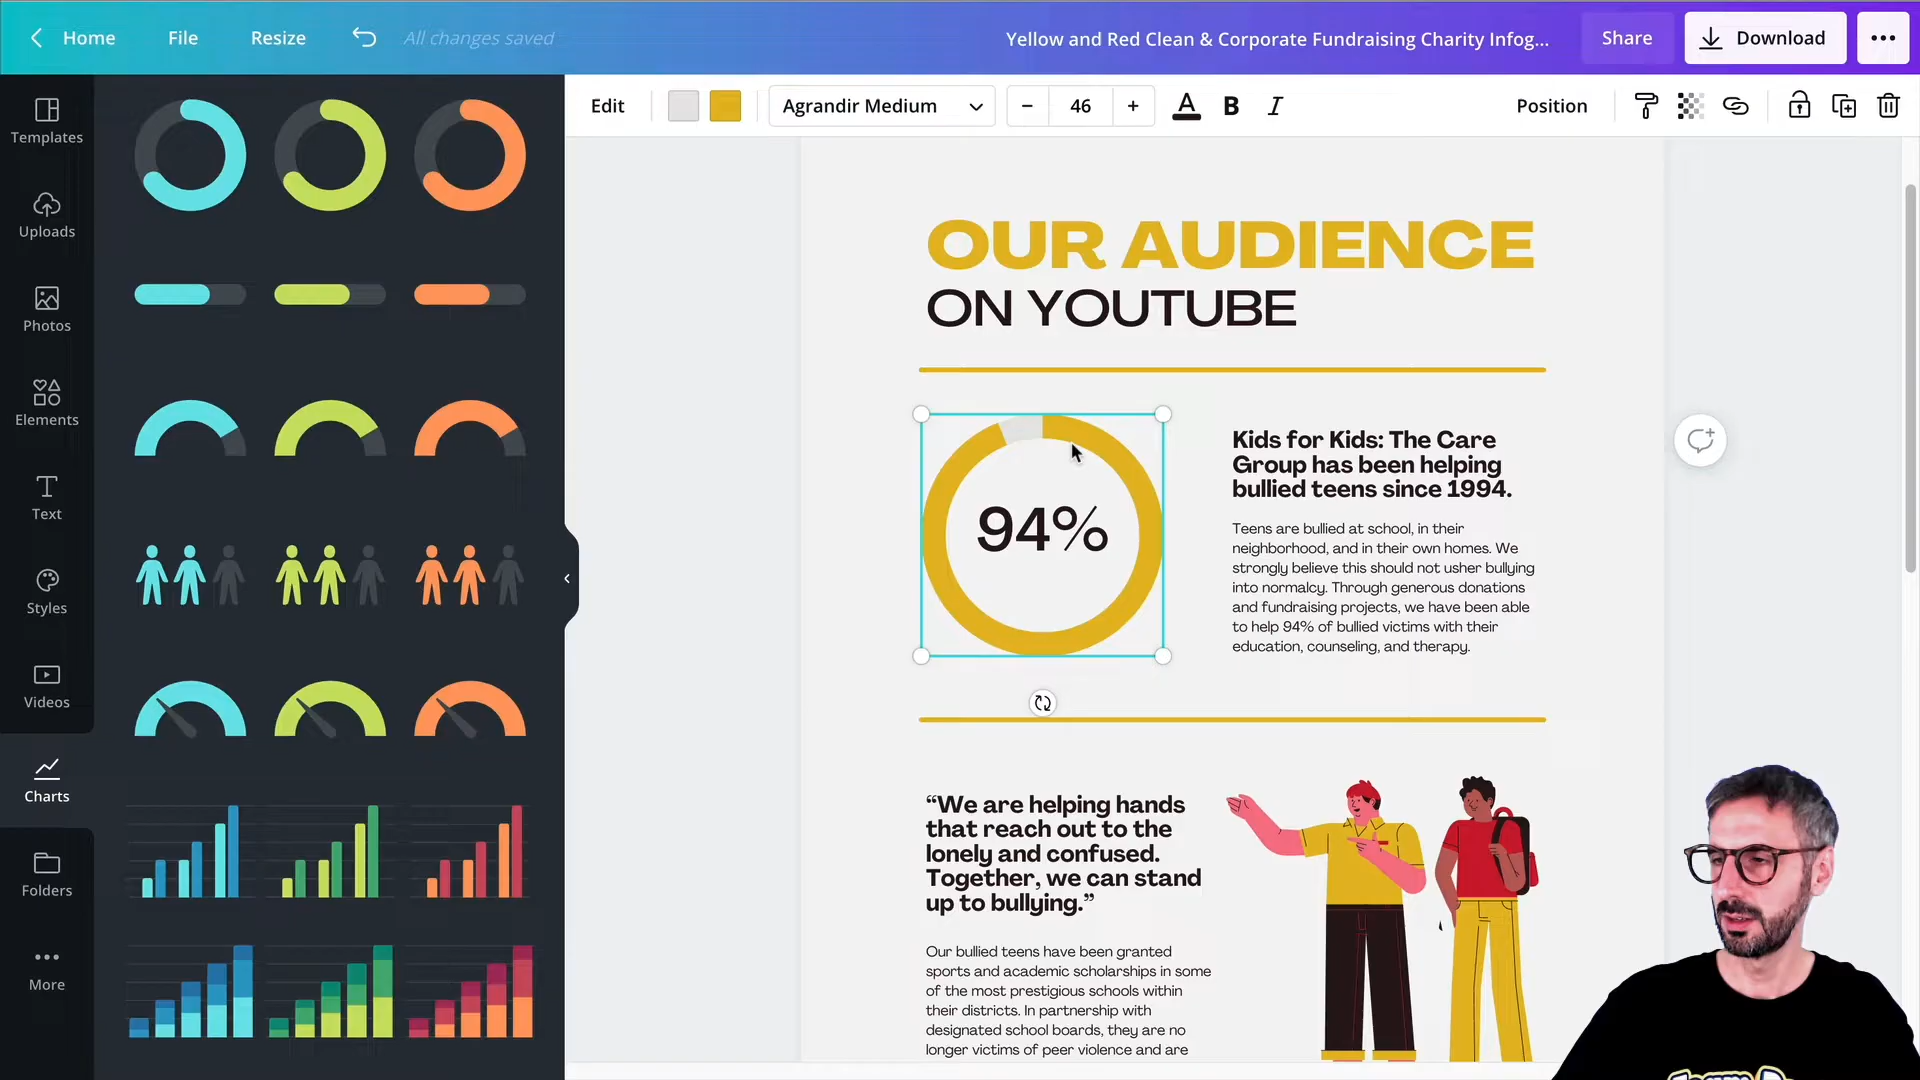 Home
File
Resize
All changes saved
Yellow and Red Clean & Corporate Fundraising Charity Infog...
Share
Download
Templates
Uploads
Photos
Elements
Text
Styles
Videos
Charts
Folders
More
Edit
Agrandir Medium
– 46 +
A B I
Position
OUR AUDIENCE
ON YOUTUBE
94%
Kids for Kids: The Care
Group has been helping
bullied teens since 1994.
Teens are bullied at school, in their
neighborhood, and in their own homes. We
strongly believe this should not usher bullying
into normalcy. Through generous donations
and fundraising projects, we have been able
to help 94% of bullied victims with their
education, counseling, and therapy.
“We are helping hands
that reach out to the
lonely and confused.
Together, we can stand
up to bullying.”
Our bullied teens have been granted
sports and academic scholarships in some
of the most prestigious schools within
their districts. In partnership with
designated school boards, they are no
longer victims of peer violence and are